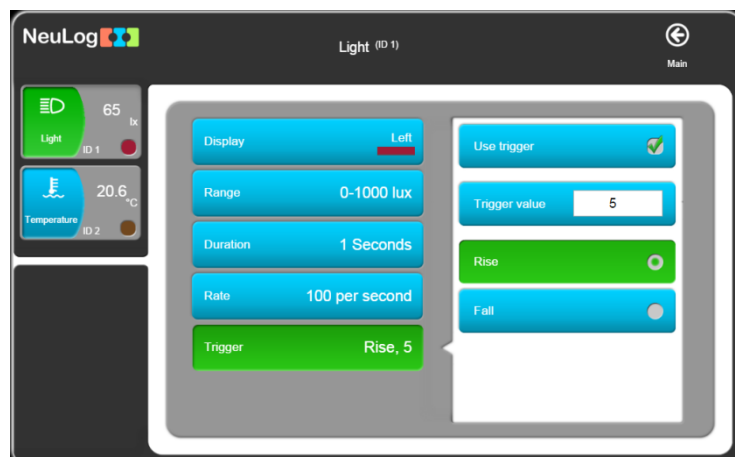 NeuLog
Light (ID 1)
Main
65
lx
Light
ID 1
20.6
°C
Temperature
ID 2
Display Left
Range 0-1000 lux
Duration 1 Seconds
Rate 100 per second
Trigger Rise, 5
Use trigger
Trigger value 5
Rise
Fall